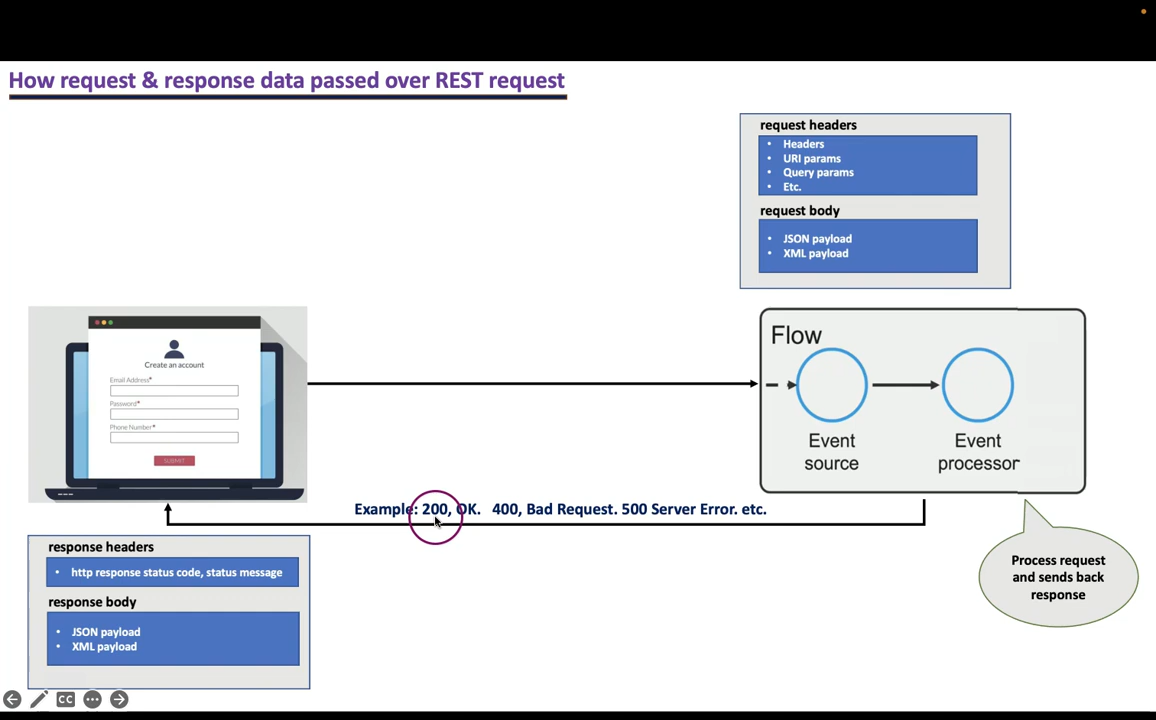 How request & response data passed over REST request
request headers
• Headers
• URI params
• Query params
• Etc.
request body
• JSON payload
• XML payload
Create an account
Email Address*
Password*
Phone Number*
SUBMIT
Flow
Event
source
Event
processor
Example: 200, OK. 400, Bad Request. 500 Server Error. etc.
Process request
and sends back
response
response headers
• http response status code, status message
response body
• JSON payload
• XML payload
CC